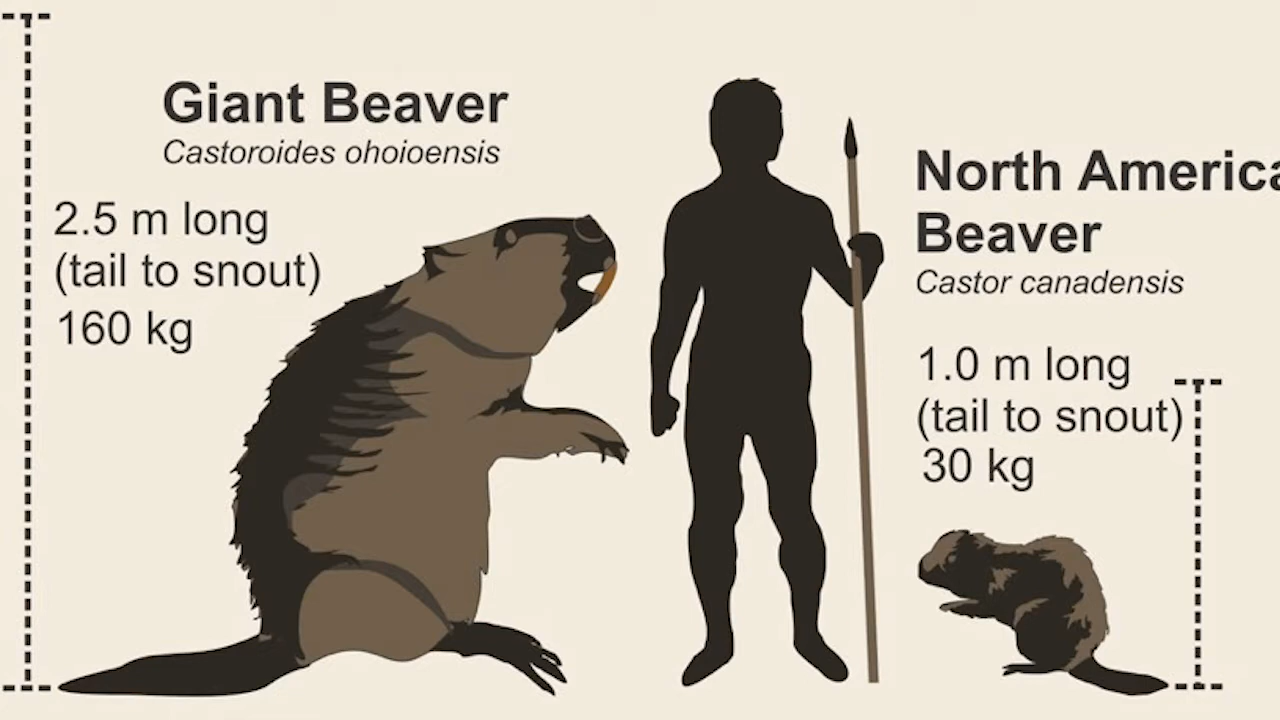 Giant Beaver
Castoroides ohoioensis
2.5 m long
(tail to snout)
160 kg
North America
Beaver
Castor canadensis
1.0 m long
(tail to snout)
30 kg